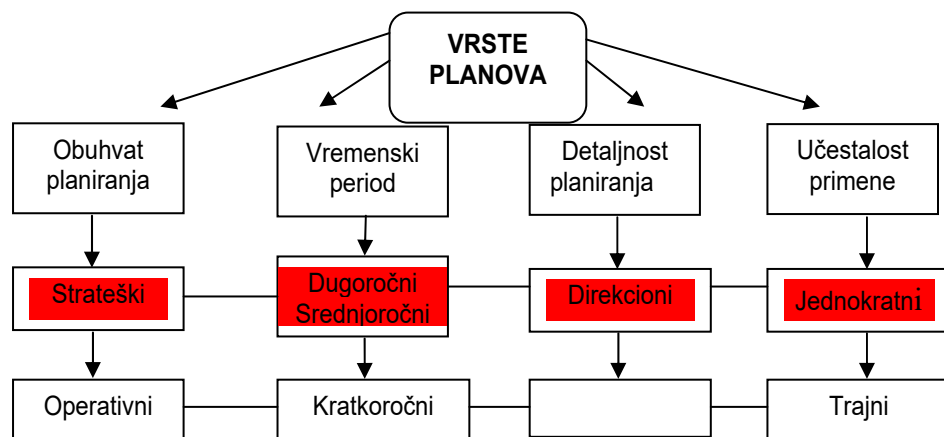 VRSTE
PLANOVA
Obuhvat
planiranja
Vremenski
period
Detaljnost
planiranja
Učestalost
primene
Strateški
Dugoročni
Srednjoročni
Direkcioni
Jednokratni
Operativni
Kratkoročni
Trajni